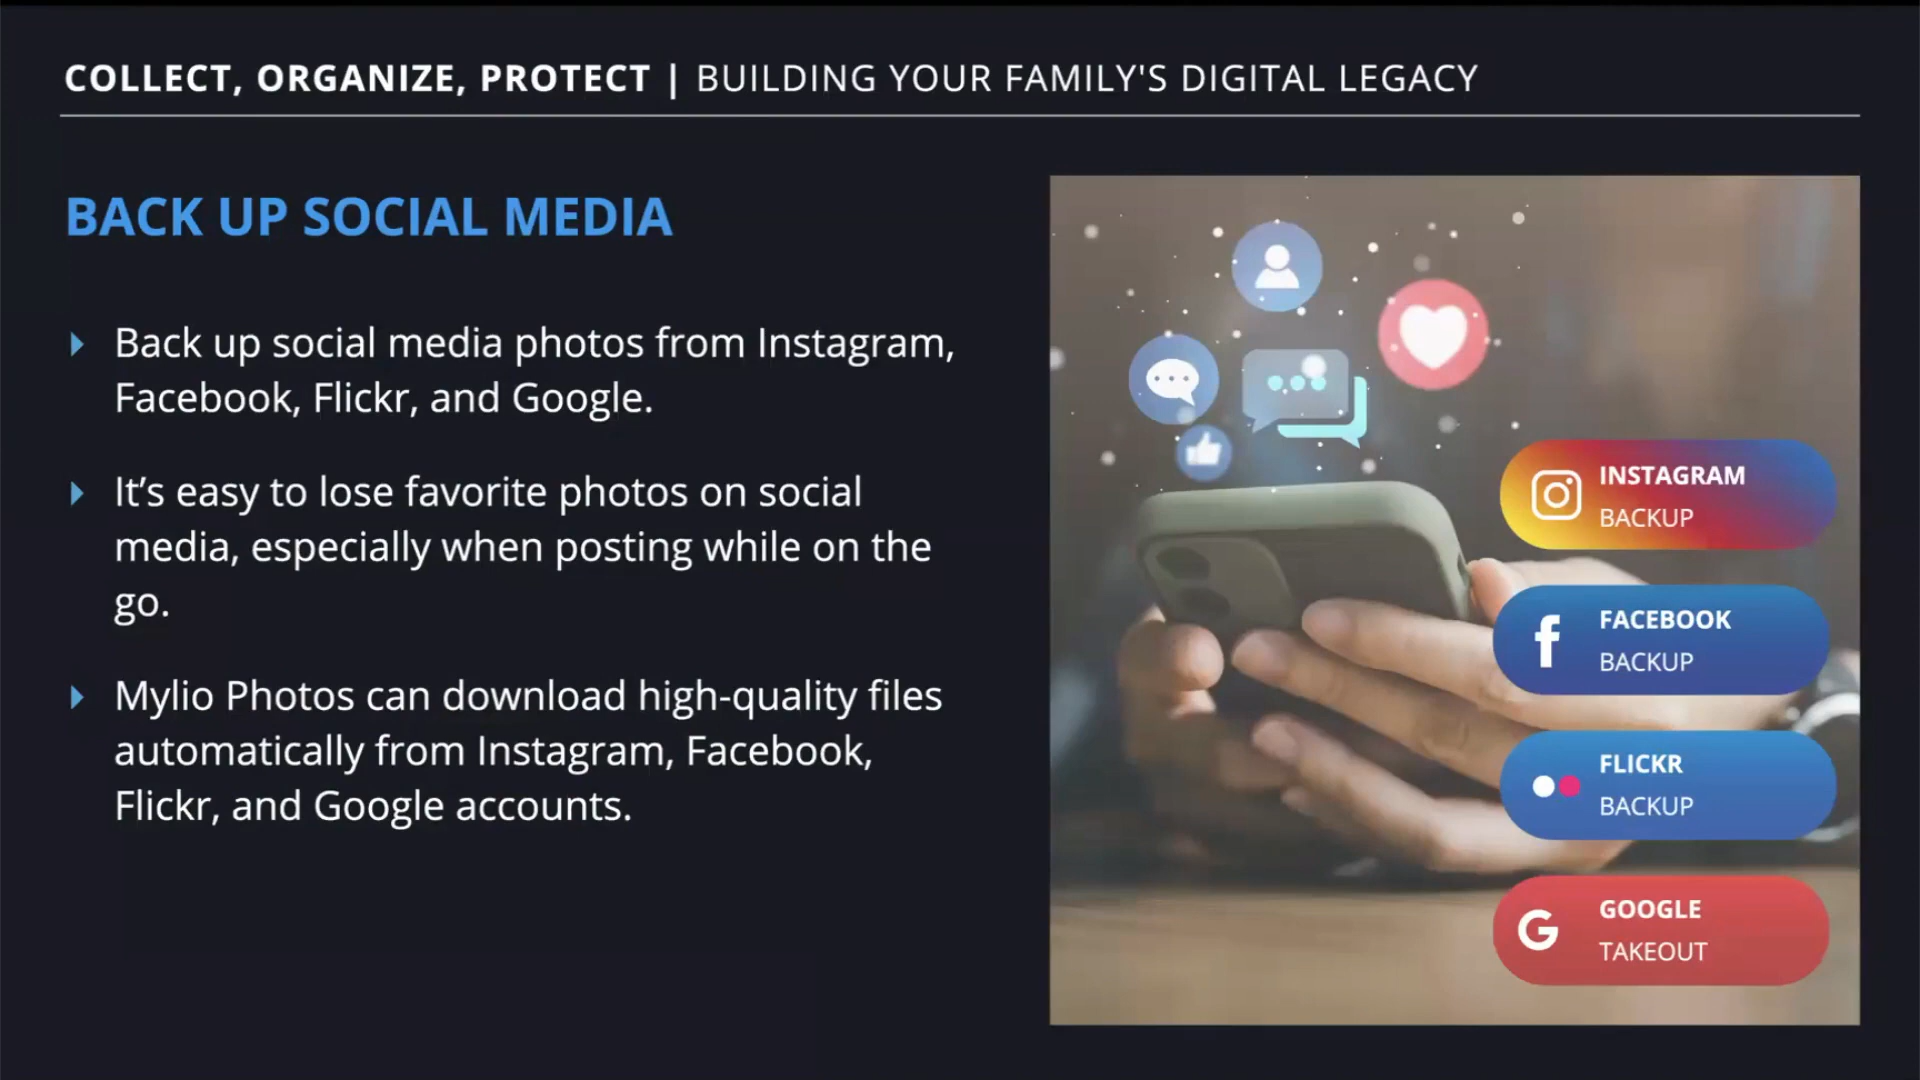 COLLECT, ORGANIZE, PROTECT | BUILDING YOUR FAMILY'S DIGITAL LEGACY
BACK UP SOCIAL MEDIA
Back up social media photos from Instagram,
Facebook, Flickr, and Google.
It’s easy to lose favorite photos on social
media, especially when posting while on the
go.
Mylio Photos can download high-quality files
automatically from Instagram, Facebook,
Flickr, and Google accounts.
INSTAGRAM
BACKUP
FACEBOOK
BACKUP
FLICKR
BACKUP
GOOGLE
TAKEOUT